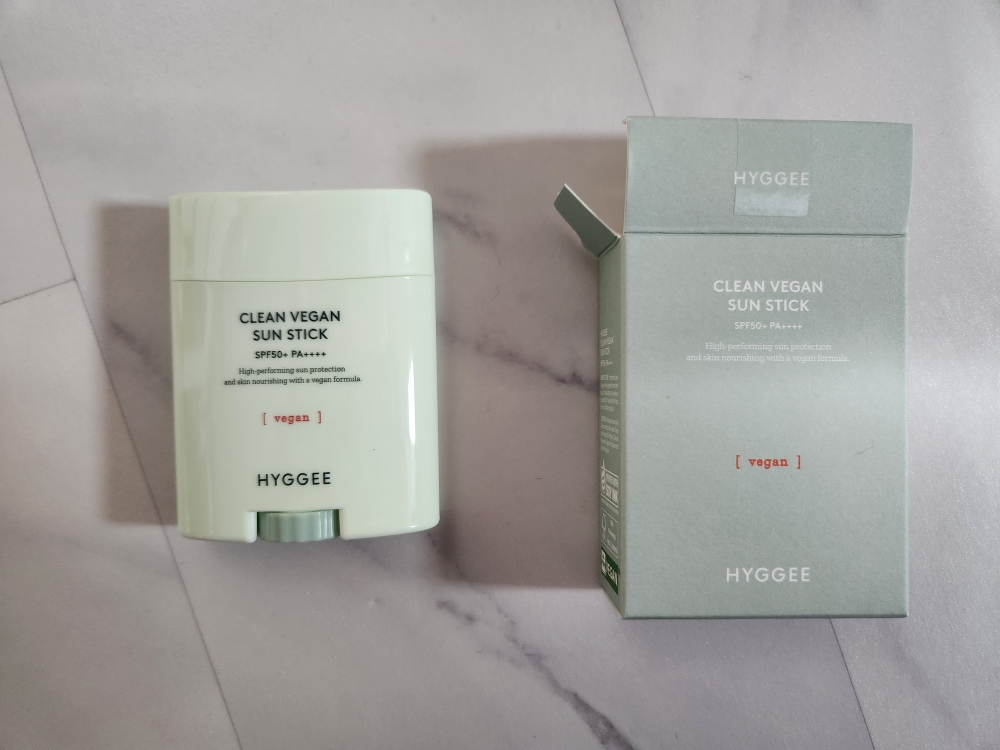 CLEAN VEGAN
SUN STICK
SPF50+ PA++++
High-performing sun protection
and skin nourishing with a vegan formula.
[ vegan ]
HYGGEE
HYGGEE
CLEAN VEGAN
SUN STICK
SPF50+ PA++++
High-performing sun protection
and skin nourishing with a vegan formula.
[ vegan ]
HYGGEE
VEGAN